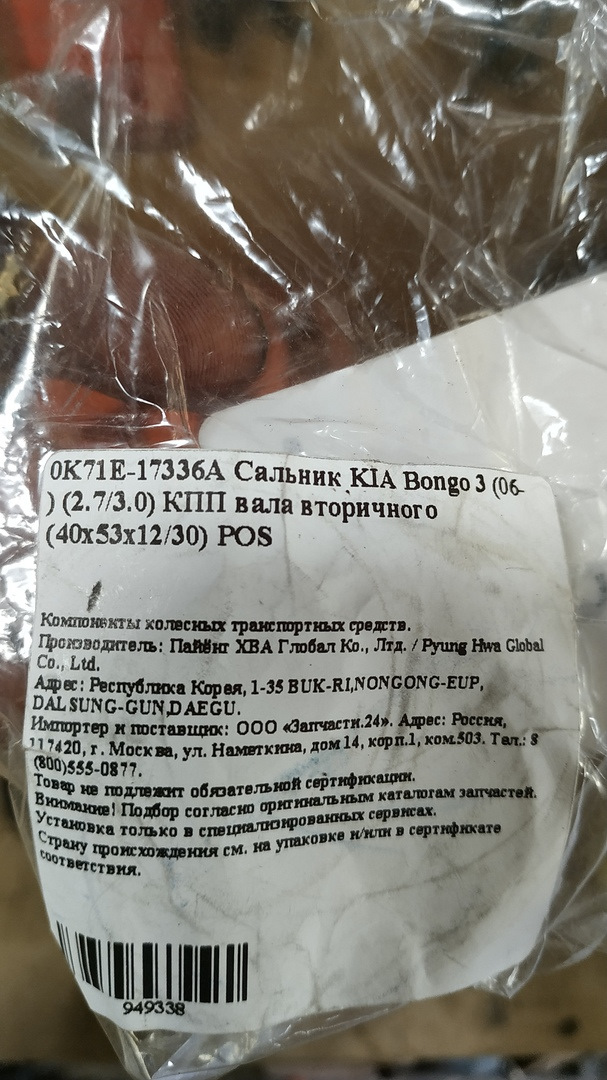 0K71E-17336A Сальник KIA Bongo 3 (06-
) (2.7/3.0) КПП вала вторичного
(40x53x12/30) POS
Компоненты колесных транспортных средств.
Производитель: Пайёнг ХВА Глобал Ко., Лтд. / Pyung Hwa Global
Co., Ltd.
Адрес: Республика Корея, 1-35 BUK-RI,NONGONG-EUP,
DALSUNG-GUN,DAEGU.
Импортер и поставщик: ООО «Запчасти.24». Адрес: Россия,
117420, г. Москва, ул. Наметкина, дом 14, корп.1, ком.503. Тел.: 8
(800)555-0877.
Товар не подлежит обязательной сертификации.
Внимание! Подбор согласно оригинальным каталогам запчастей.
Установка только в специализированных сервисах.
Страну происхождения см. на упаковке и/или в сертификате
соответствия.
949338